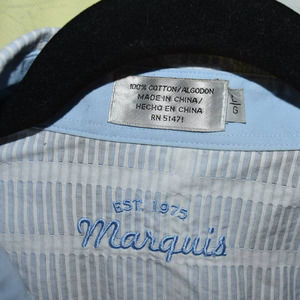 100% COTTON/ALGODON
MADE IN CHINA/
HECHO EN CHINA
RN 51471
L/G
EST. 1975
Marquis